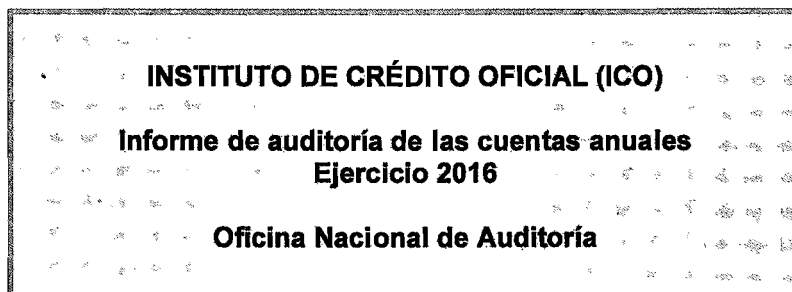 INSTITUTO DE CRÉDITO OFICIAL (ICO)
Informe de auditoría de las cuentas anuales
Ejercicio 2016
Oficina Nacional de Auditoría